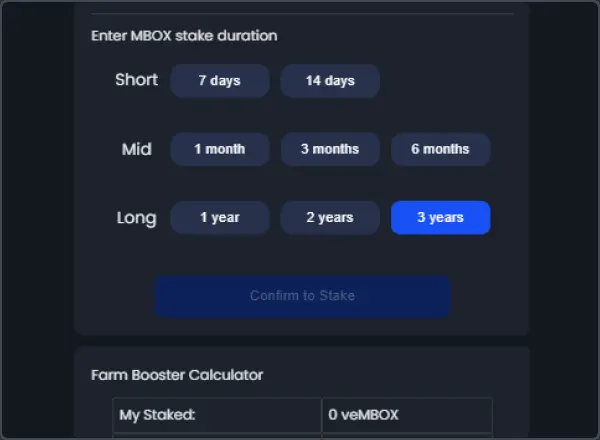 Enter MBOX stake duration
Short 7 days 14 days
Mid 1 month 3 months 6 months
Long 1 year 2 years 3 years
Confirm to Stake
Farm Booster Calculator
My Staked: 0 veMBOX